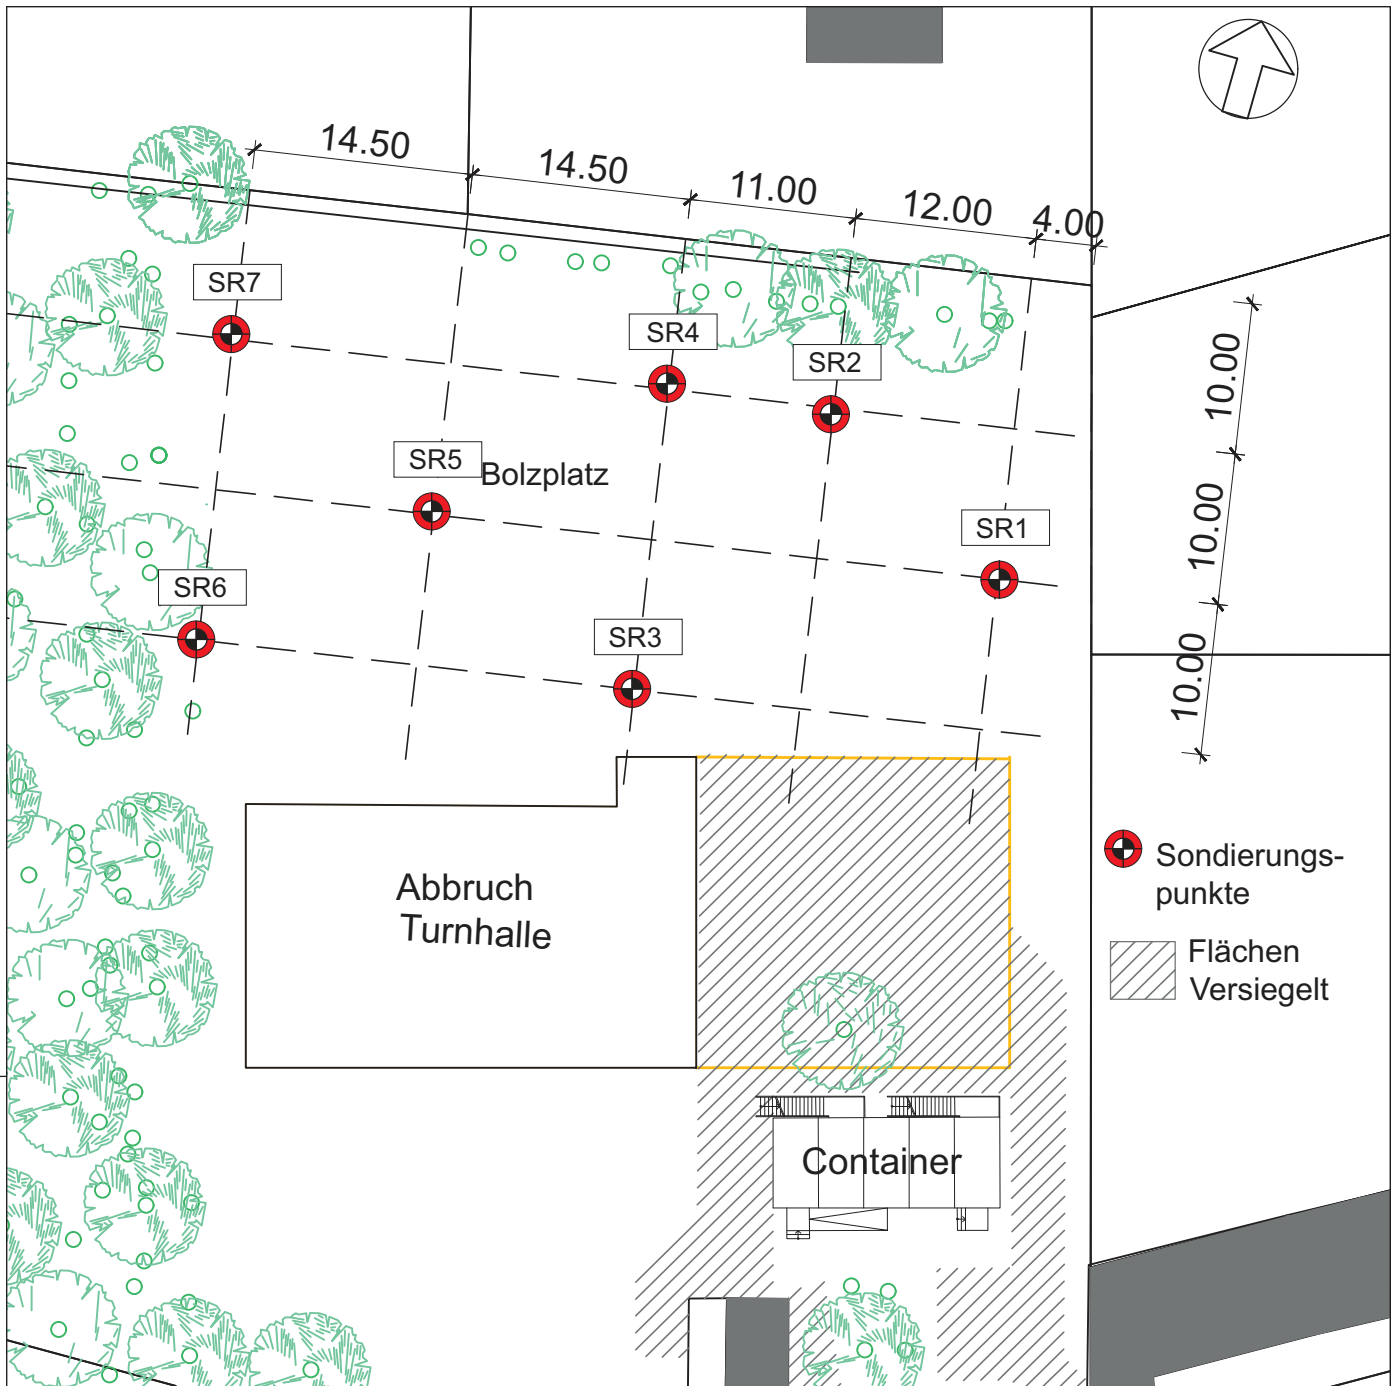 14.50
14.50
11.00
12.00
4.00
SR7
SR4
SR2
10.00
SR5
Bolzplatz
10.00
SR1
SR6
SR3
10.00
Abbruch
Turnhalle
Sondierungs-
punkte
Flächen
Versiegelt
Container